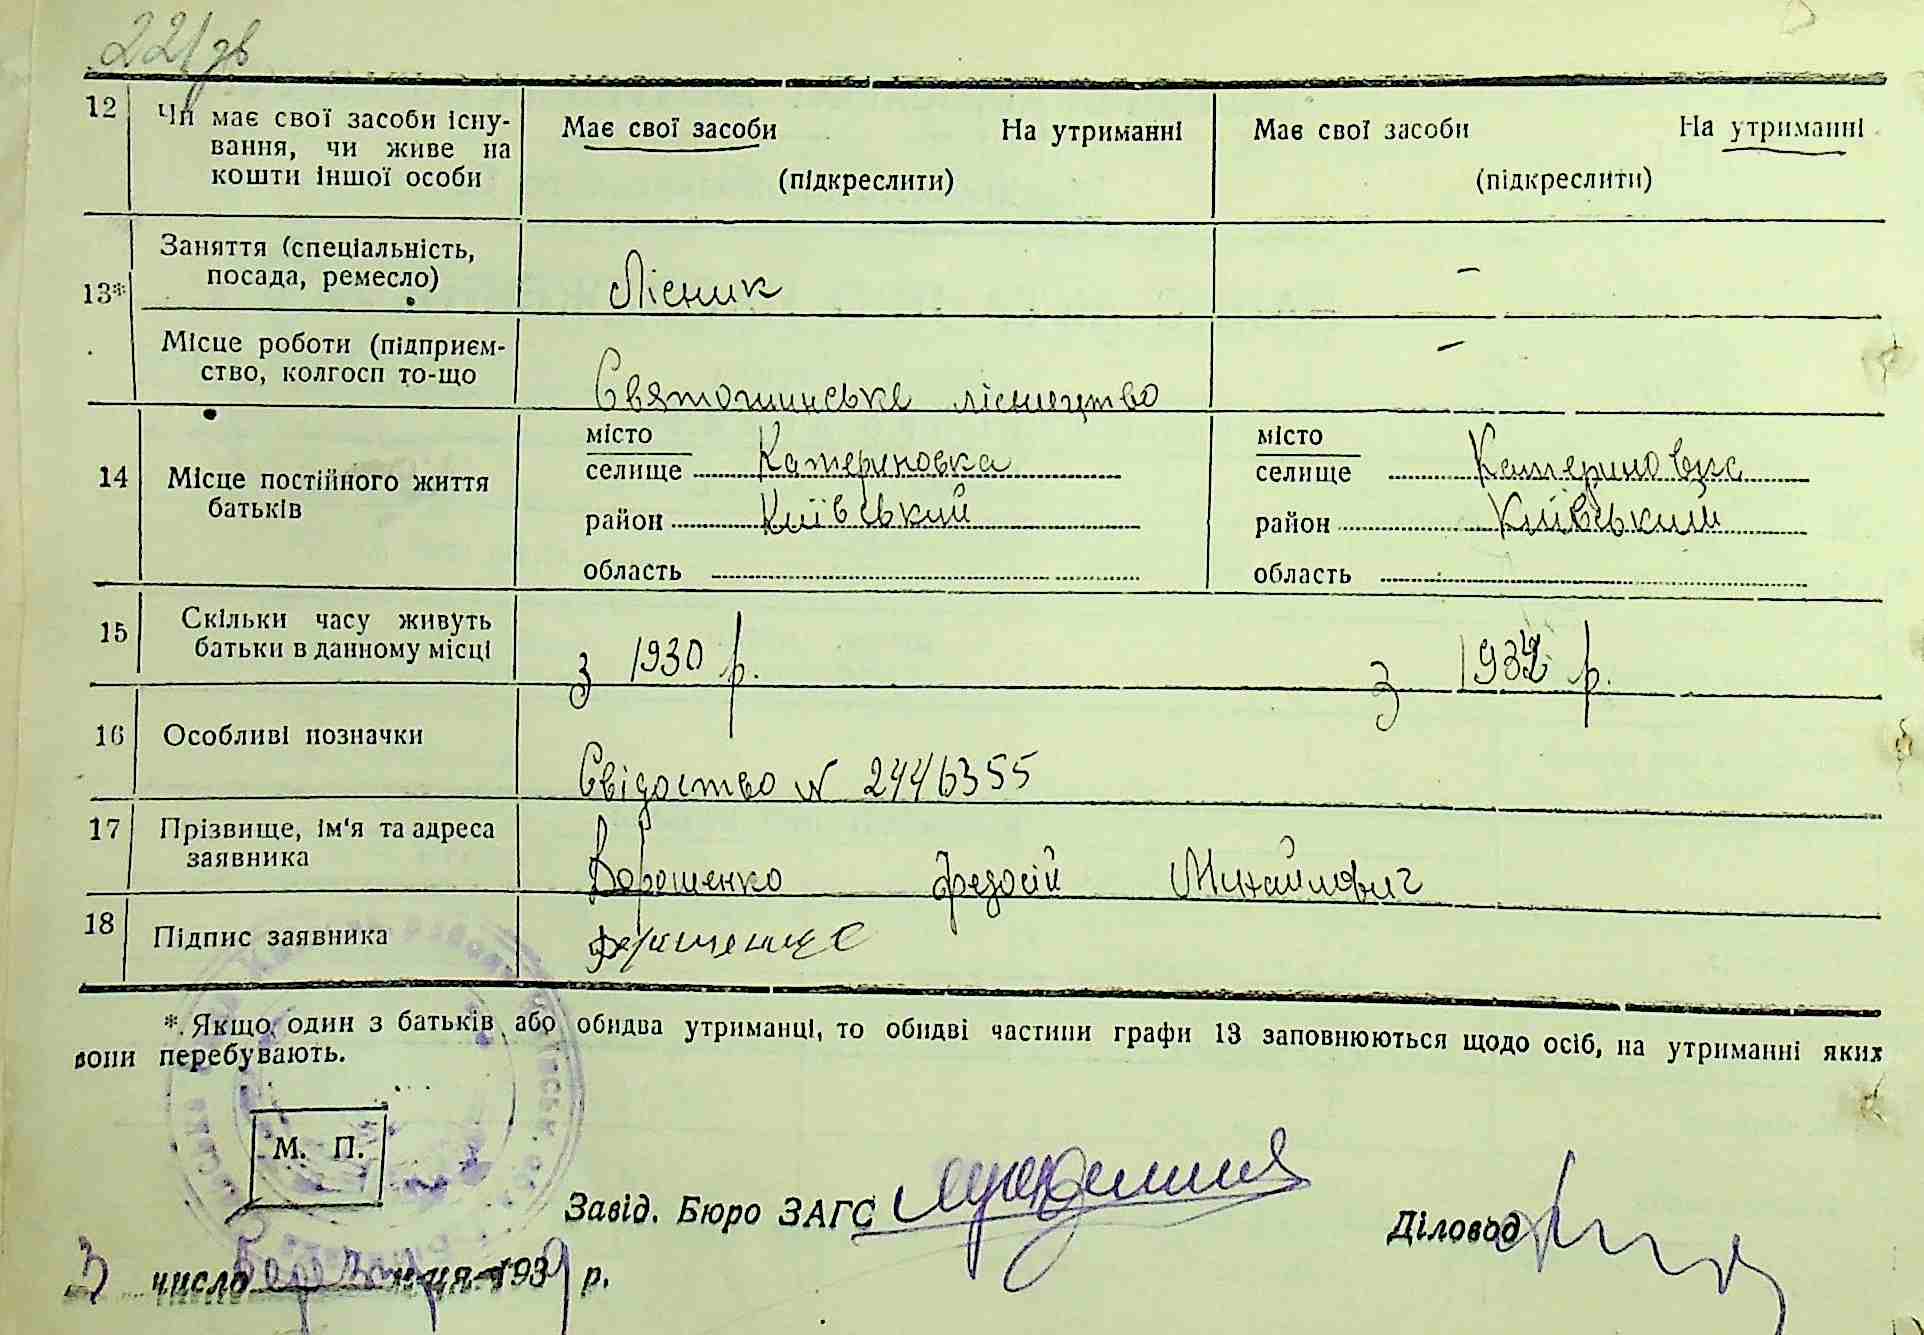 221зв
12 Чи має свої засоби існу-
вання, чи живе на
кошти іншої особи
Має свої засоби На утриманні
(підкреслити)
Має свої засоби На утриманні
(підкреслити)
13* Заняття (спеціальність,
посада, ремесло)
Лісник
–
Місце роботи (підприєм-
ство, колгосп то-що
Святошинське лісництво
–
14 Місце постійного життя
батьків
місто
селище Катериновка
район Київський
область
місто
селище Катериновка
район Київський
область
15 Скільки часу живуть
батьки в данному місці
з 1930 р.
з р.
16 Особливі позначки
Свідоство N 2446355
17 Прізвище, ім'я та адреса
заявника
Ворошенко Федосій Михайлович
18 Підпис заявника
*. Якщо один з батьків або обидва утриманці, то обидві частини графи 13 заповнюються щодо осіб, на утриманні яких
вони перебувають.
М. П.
Завід. Бюро ЗАГС
Діловод
3 число березня м-ця 1939 р.